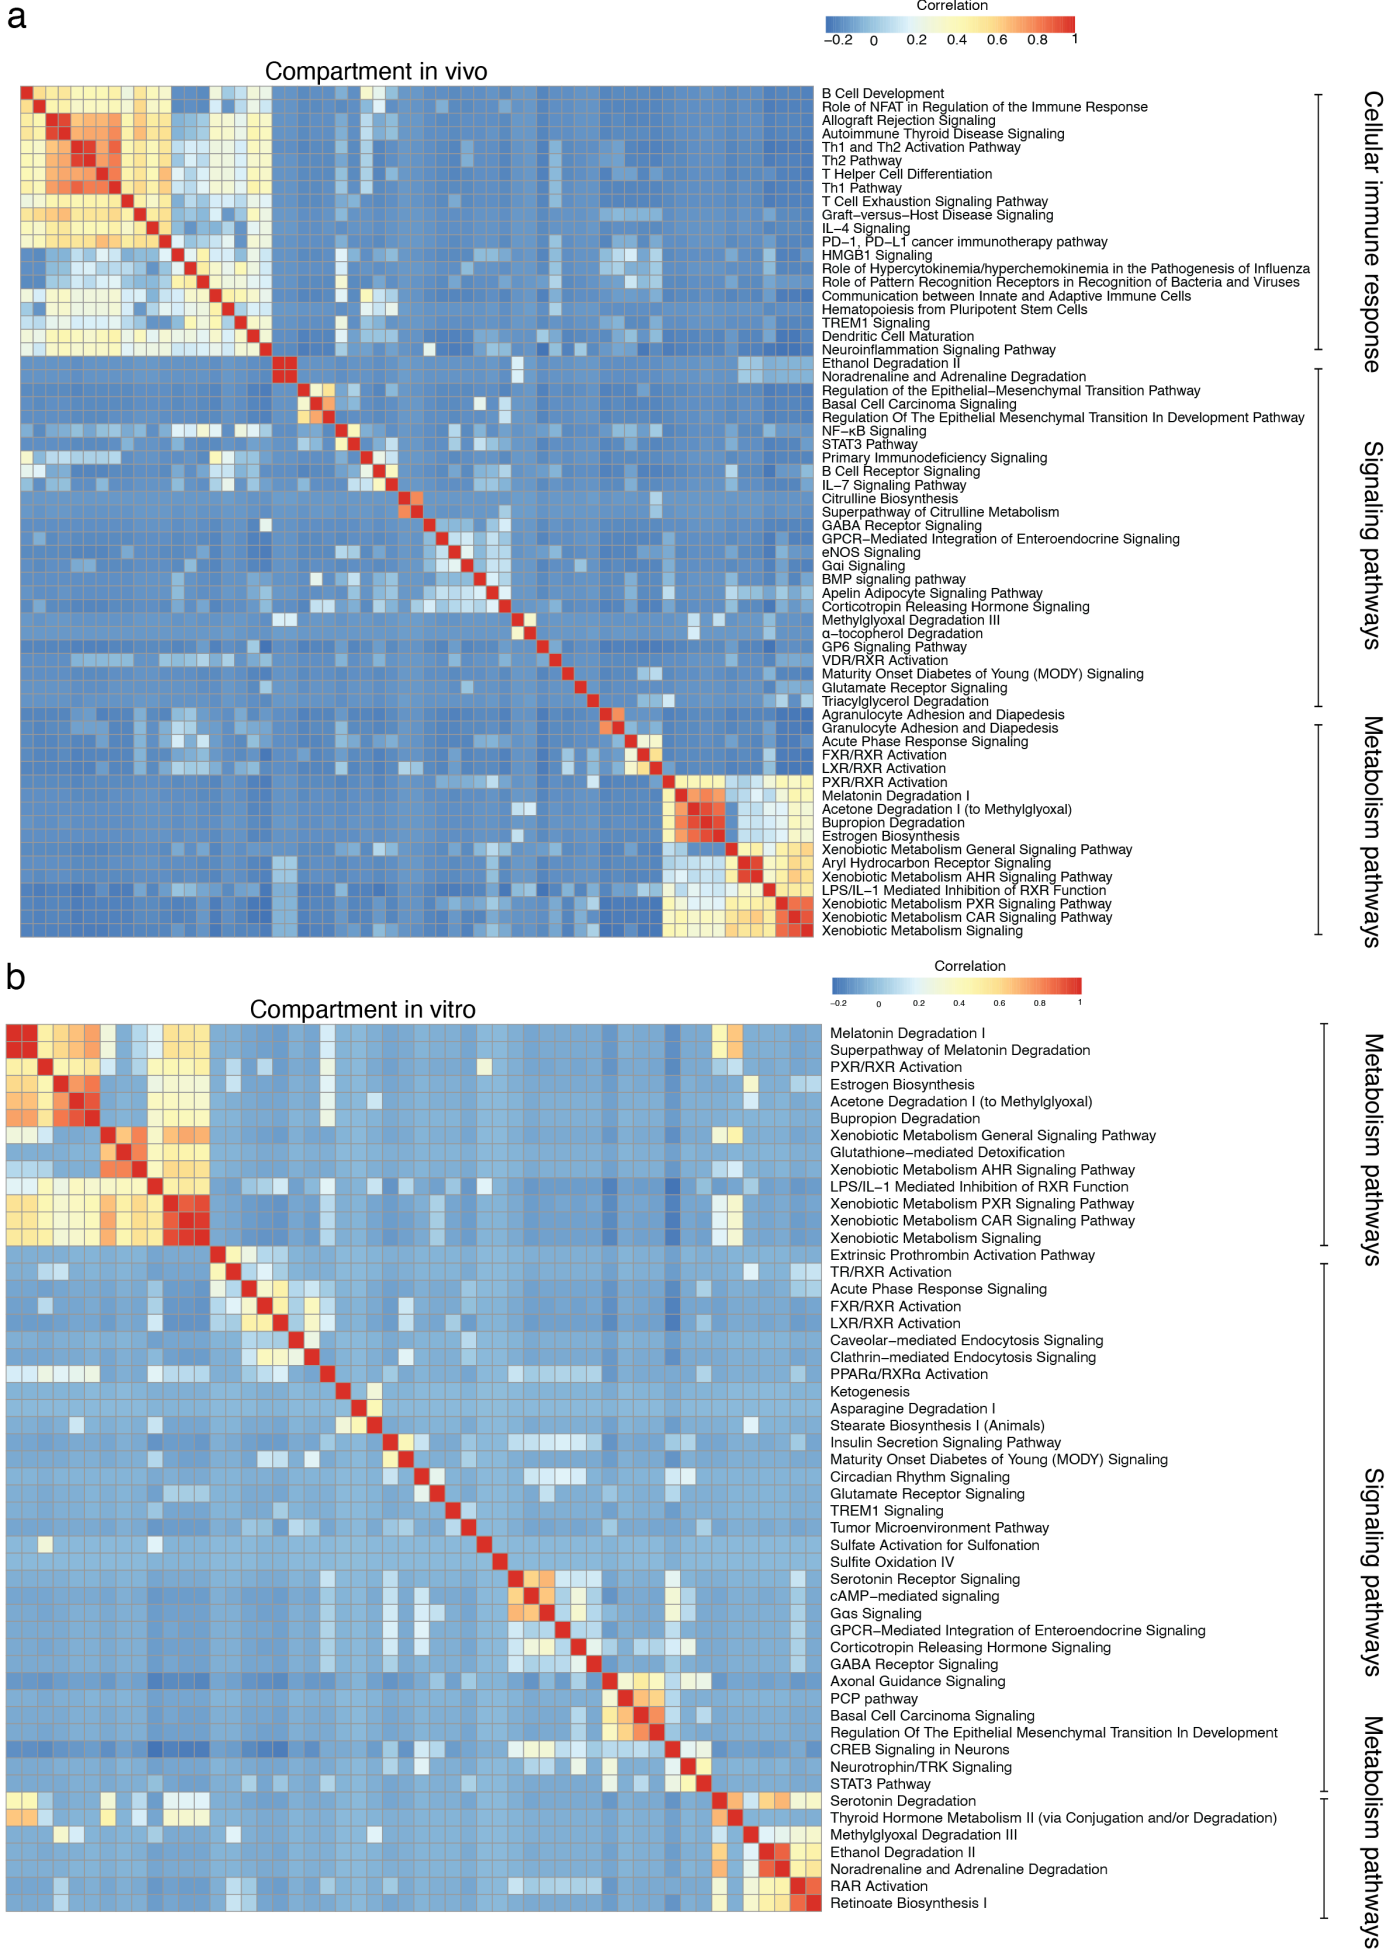 a
Correlation
−0.2 0 0.2 0.4 0.6 0.8 1
Compartment in vivo
B Cell Development
Role of NFAT in Regulation of the Immune Response
Allograft Rejection Signaling
Autoimmune Thyroid Disease Signaling
Th1 and Th2 Activation Pathway
Th2 Pathway
T Helper Cell Differentiation
Th1 Pathway
T Cell Exhaustion Signaling Pathway
Graft−versus−Host Disease Signaling
IL−4 Signaling
PD−1, PD−L1 cancer immunotherapy pathway
HMGB1 Signaling
Role of Hypercytokinemia/hyperchemokinemia in the Pathogenesis of Influenza
Role of Pattern Recognition Receptors in Recognition of Bacteria and Viruses
Communication between Innate and Adaptive Immune Cells
Hematopoiesis from Pluripotent Stem Cells
TREM1 Signaling
Dendritic Cell Maturation
Neuroinflammation Signaling Pathway
Ethanol Degradation II
Noradrenaline and Adrenaline Degradation
Regulation of the Epithelial−Mesenchymal Transition Pathway
Basal Cell Carcinoma Signaling
Regulation Of The Epithelial Mesenchymal Transition In Development Pathway
NF−κB Signaling
STAT3 Pathway
Primary Immunodeficiency Signaling
B Cell Receptor Signaling
IL−7 Signaling Pathway
Citrulline Biosynthesis
Superpathway of Citrulline Metabolism
GABA Receptor Signaling
GPCR−Mediated Integration of Enteroendocrine Signaling
eNOS Signaling
Gαi Signaling
BMP signaling pathway
Apelin Adipocyte Signaling Pathway
Corticotropin Releasing Hormone Signaling
Methylglyoxal Degradation III
α−tocopherol Degradation
GP6 Signaling Pathway
VDR/RXR Activation
Maturity Onset Diabetes of Young (MODY) Signaling
Glutamate Receptor Signaling
Triacylglycerol Degradation
Agranulocyte Adhesion and Diapedesis
Granulocyte Adhesion and Diapedesis
Acute Phase Response Signaling
FXR/RXR Activation
LXR/RXR Activation
PXR/RXR Activation
Melatonin Degradation I
Acetone Degradation I (to Methylglyoxal)
Bupropion Degradation
Estrogen Biosynthesis
Xenobiotic Metabolism General Signaling Pathway
Aryl Hydrocarbon Receptor Signaling
Xenobiotic Metabolism AHR Signaling Pathway
LPS/IL−1 Mediated Inhibition of RXR Function
Xenobiotic Metabolism PXR Signaling Pathway
Xenobiotic Metabolism CAR Signaling Pathway
Xenobiotic Metabolism Signaling
Cellular immune response
Signaling pathways
Metabolism pathways
b
Correlation
−0.2 0 0.2 0.4 0.6 0.8 1
Compartment in vitro
Melatonin Degradation I
Superpathway of Melatonin Degradation
PXR/RXR Activation
Estrogen Biosynthesis
Acetone Degradation I (to Methylglyoxal)
Bupropion Degradation
Xenobiotic Metabolism General Signaling Pathway
Glutathione−mediated Detoxification
Xenobiotic Metabolism AHR Signaling Pathway
LPS/IL−1 Mediated Inhibition of RXR Function
Xenobiotic Metabolism PXR Signaling Pathway
Xenobiotic Metabolism CAR Signaling Pathway
Xenobiotic Metabolism Signaling
Extrinsic Prothrombin Activation Pathway
TR/RXR Activation
Acute Phase Response Signaling
FXR/RXR Activation
LXR/RXR Activation
Caveolar−mediated Endocytosis Signaling
Clathrin−mediated Endocytosis Signaling
PPARα/RXRα Activation
Ketogenesis
Asparagine Degradation I
Stearate Biosynthesis I (Animals)
Insulin Secretion Signaling Pathway
Maturity Onset Diabetes of Young (MODY) Signaling
Circadian Rhythm Signaling
Glutamate Receptor Signaling
TREM1 Signaling
Tumor Microenvironment Pathway
Sulfate Activation for Sulfonation
Sulfite Oxidation IV
Serotonin Receptor Signaling
cAMP−mediated signaling
Gαs Signaling
GPCR−Mediated Integration of Enteroendocrine Signaling
Corticotropin Releasing Hormone Signaling
GABA Receptor Signaling
Axonal Guidance Signaling
PCP pathway
Basal Cell Carcinoma Signaling
Regulation Of The Epithelial Mesenchymal Transition In Development
CREB Signaling in Neurons
Neurotrophin/TRK Signaling
STAT3 Pathway
Serotonin Degradation
Thyroid Hormone Metabolism II (via Conjugation and/or Degradation)
Methylglyoxal Degradation III
Ethanol Degradation II
Noradrenaline and Adrenaline Degradation
RAR Activation
Retinoate Biosynthesis I
Metabolism pathways
Signaling pathways
Metabolism pathways